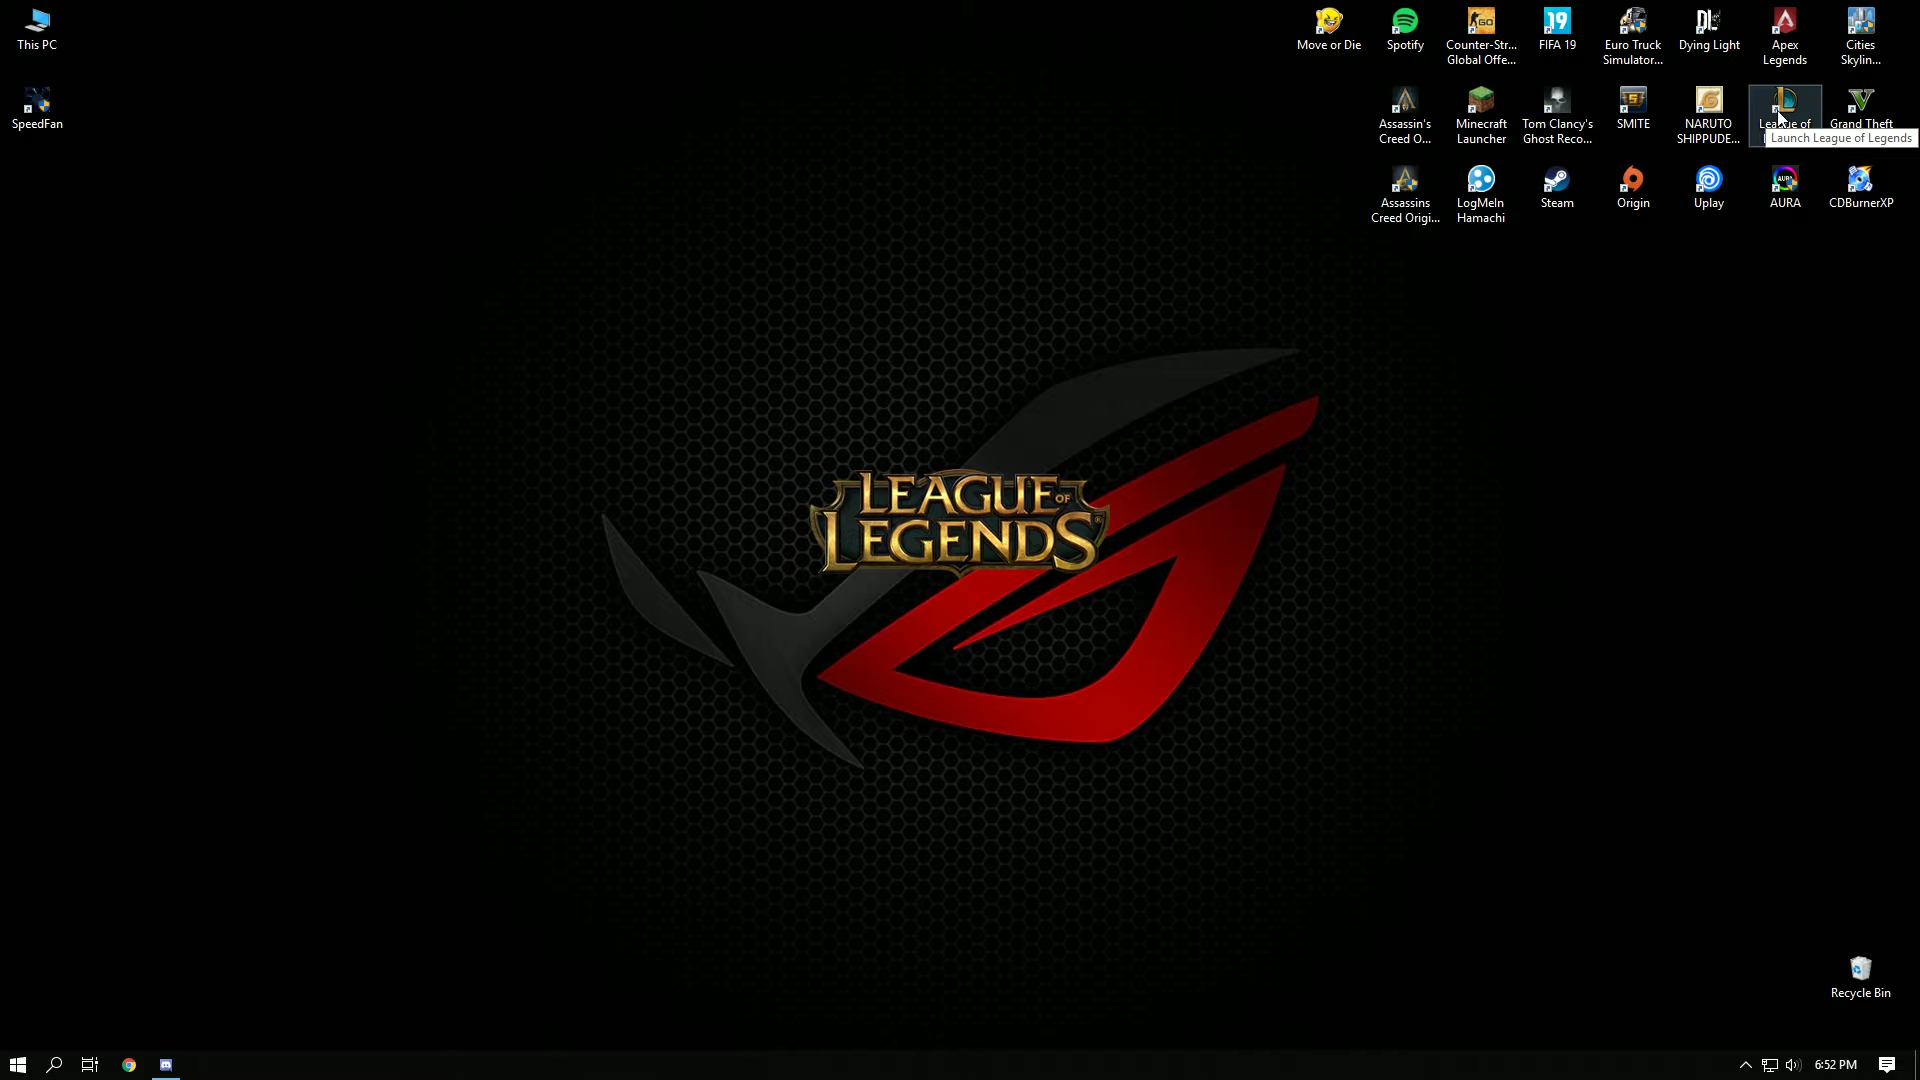 This PC
SpeedFan
Move or Die
Spotify
Counter-Str...
Global Offe...
FIFA 19
Euro Truck
Simulator...
Dying Light
Apex
Legends
Cities
Skylin...
Assassin's
Creed O...
Minecraft
Launcher
Tom Clancy's
Ghost Reco...
SMITE
NARUTO
SHIPPUDE...
League of
Grand Theft
Launch League of Legends
Assassins
Creed Origi...
LogMeIn
Hamachi
Steam
Origin
Uplay
AURA
CDBurnerXP
LEAGUE OF
LEGENDS
Recycle Bin
6:52 PM